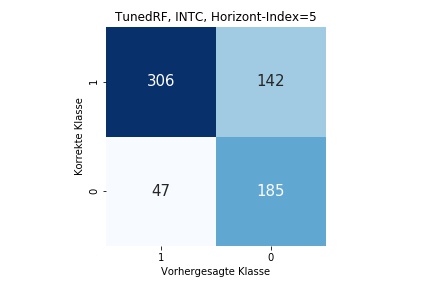 TunedRF, INTC, Horizont-Index=5
Korrekte Klasse
1
306
142
0
47
185
1
0
Vorhergesagte Klasse